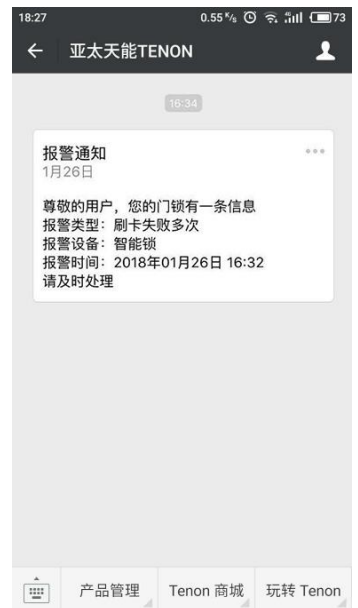 18:27
0.55 K/s
73
亚太天能TENON
16:34
报警通知
1月26日
尊敬的用户，您的门锁有一条信息
报警类型：刷卡失败多次
报警设备：智能锁
报警时间：2018年01月26日 16:32
请及时处理
产品管理
Tenon 商城
玩转 Tenon